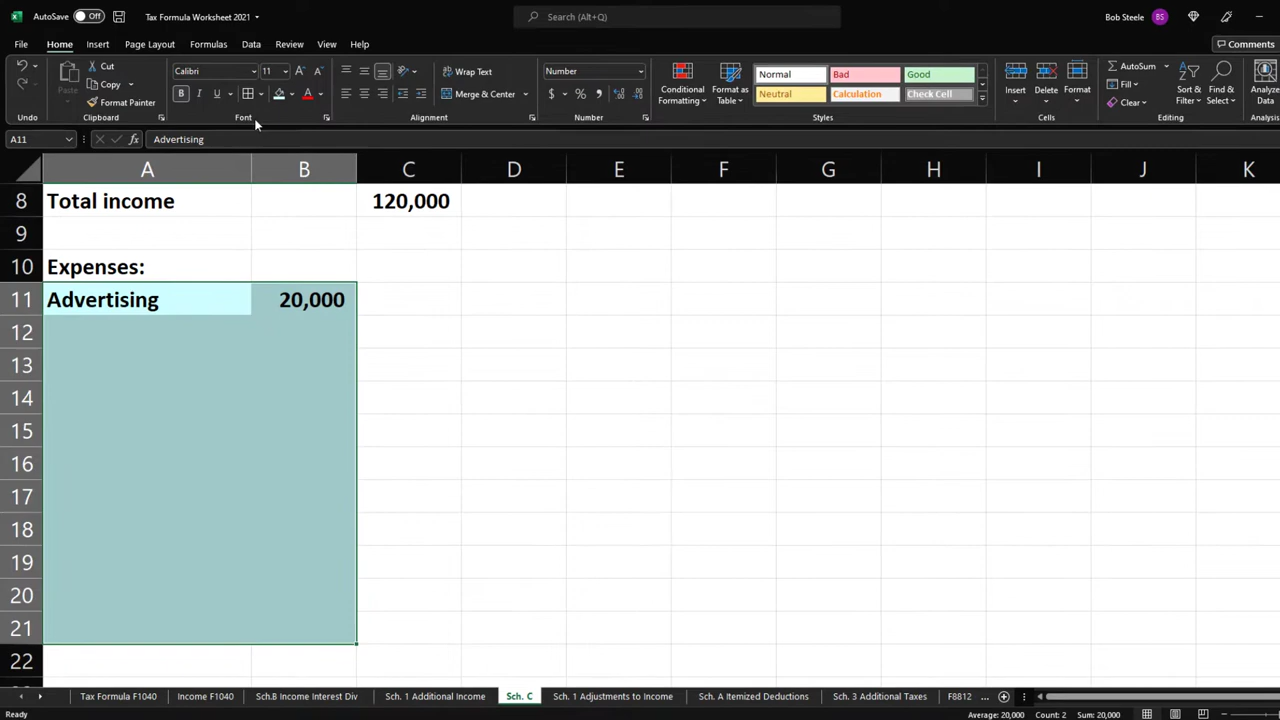 AutoSave Off Tax Formula Worksheet 2021 Search (Alt+Q) Bob Steele BS
File Home Insert Page Layout Formulas Data Review View Help Comments
Undo
Paste Cut Copy Format Painter
Clipboard
Calibri 11 A A
B I U A
Font
Wrap Text
Merge & Center
Alignment
Number
$ % ,
Number
Conditional Formatting Format as Table
Normal Bad Good
Neutral Calculation Check Cell
Styles
Insert Delete Format
Cells
AutoSum Fill Clear
Sort & Filter Find & Select
Editing
Analyze Data
Analysis
A11 fx Advertising
A B C D E F G H I J K
8 Total income 120,000
9
10 Expenses:
11 Advertising 20,000
12
13
14
15
16
17
18
19
20
21
22
Tax Formula F1040 Income F1040 Sch.B Income Interest Div Sch. 1 Additional Income Sch. C Sch. 1 Adjustments to Income Sch. A Itemized Deductions Sch. 3 Additional Taxes F8812 ...
Ready Average: 20,000 Count: 2 Sum: 20,000